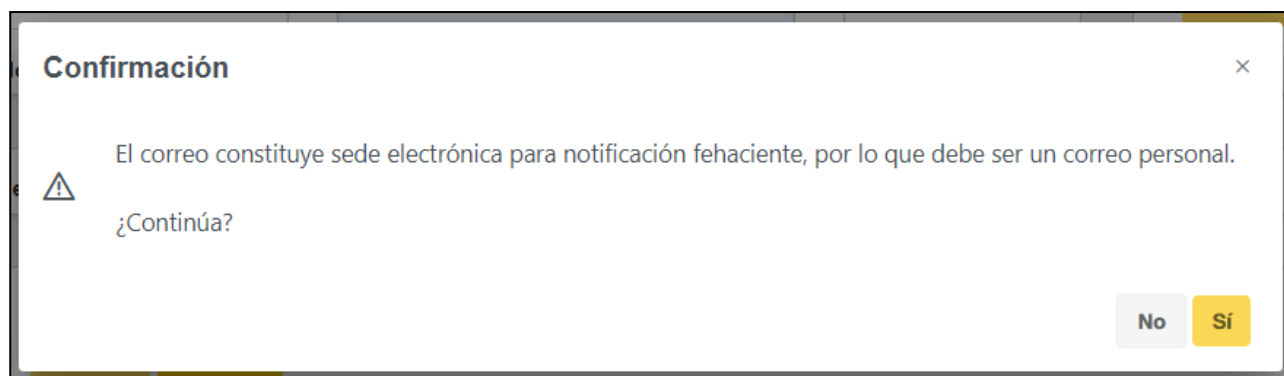 Confirmación
×
El correo constituye sede electrónica para notificación fehaciente, por lo que debe ser un correo personal.
¿Continúa?
No Sí